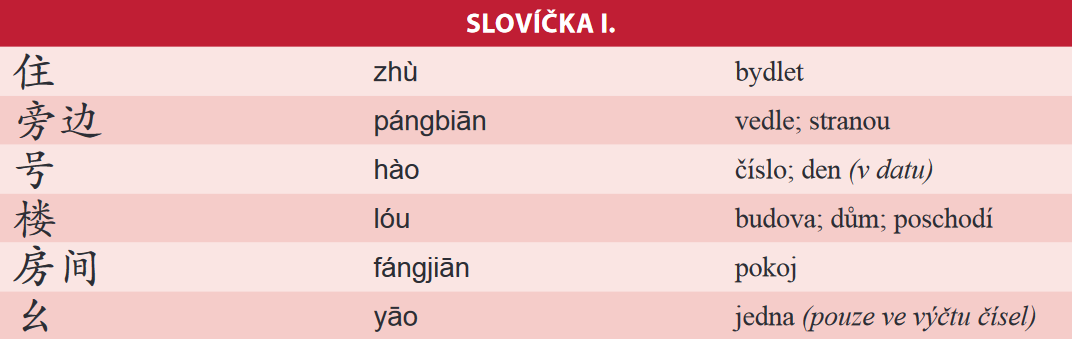 SLOVÍČKA I.
住 zhù bydlet
旁边 pángbiān vedle; stranou
号 hào číslo; den (v datu)
楼 lóu budova; dům; poschodí
房间 fángjiān pokoj
幺 yāo jedna (pouze ve výčtu čísel)